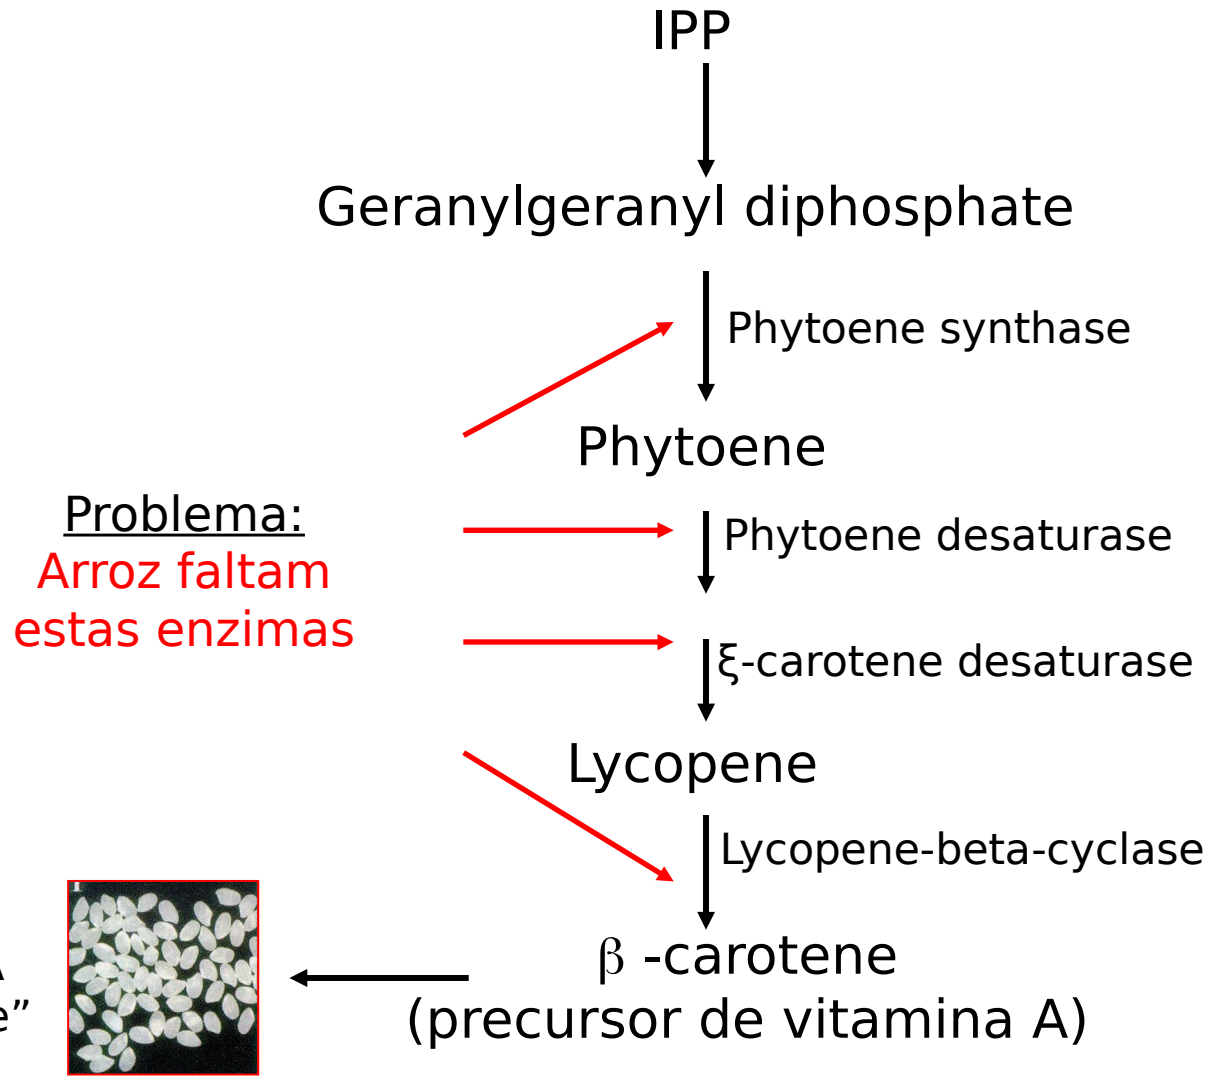 IPP
Geranylgeranyl diphosphate
Phytoene synthase
Phytoene
Problema:
Arroz faltam
estas enzimas
Phytoene desaturase
ξ-carotene desaturase
Lycopene
Lycopene-beta-cyclase
β -carotene
(precursor de vitamina A)